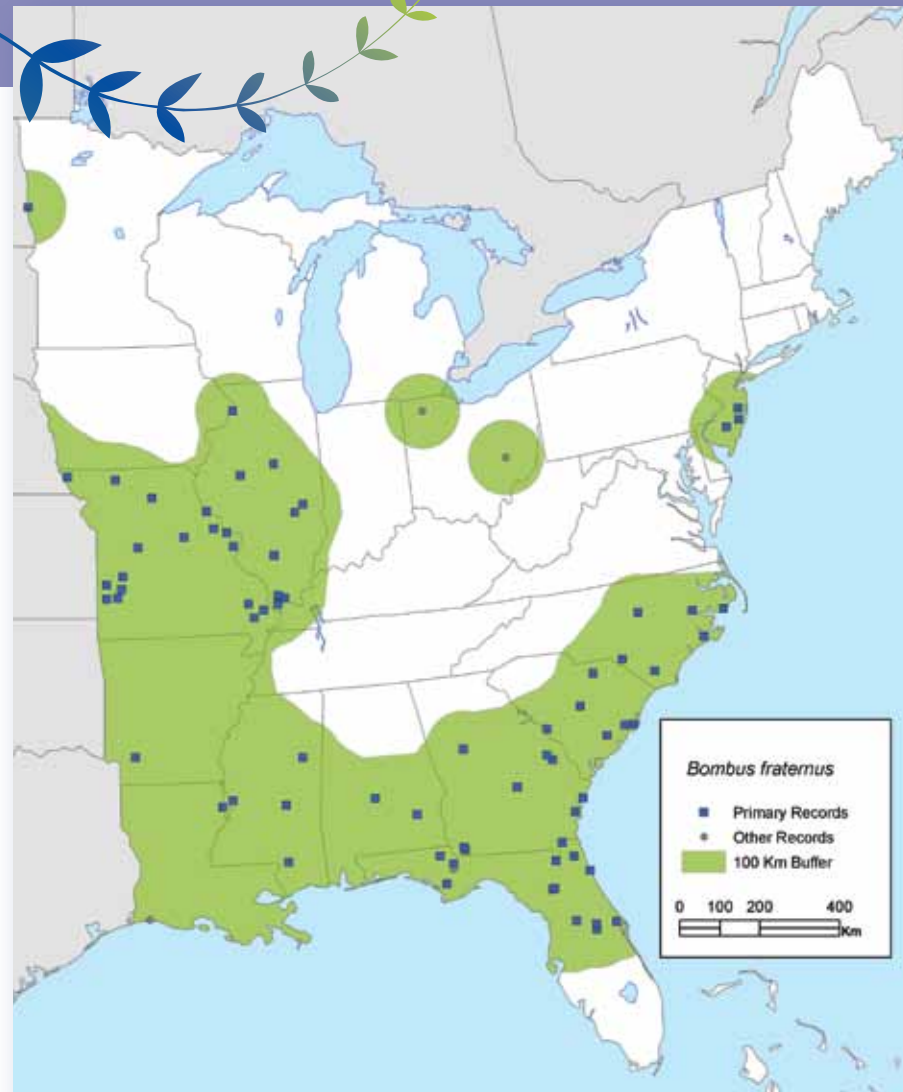 Bombus fraternus
Primary Records
Other Records
100 Km Buffer
0 100 200 400
Km